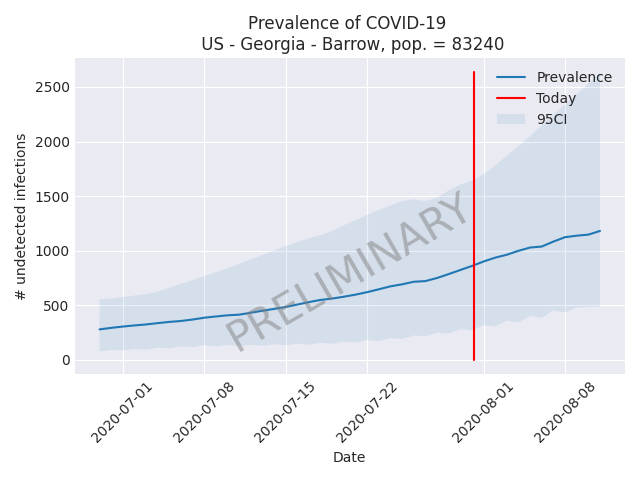 Prevalence of COVID-19
US - Georgia - Barrow, pop. = 83240
Prevalence
Today
95CI
# undetected infections
2500
2000
1500
1000
500
0
PRELIMINARY
2020-07-01
2020-07-08
2020-07-15
2020-07-22
2020-08-01
2020-08-08
Date